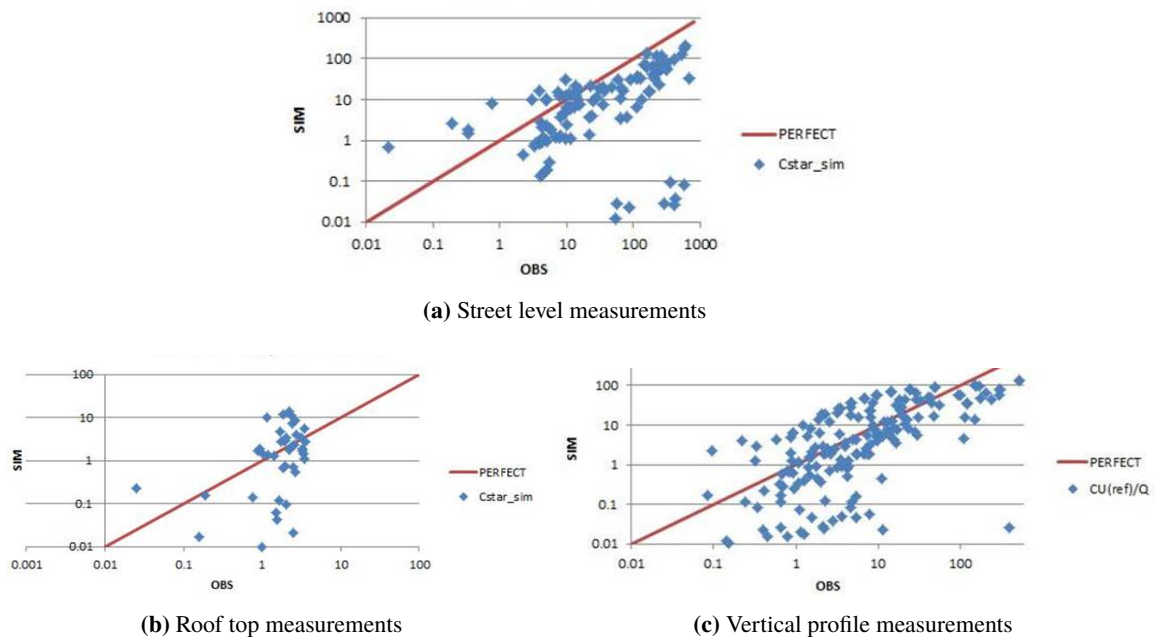 1000
100
10
1
0.1
0.01
SIM
0.01 0.1 1 10 100 1000
OBS
PERFECT
Cstar_sim
(a) Street level measurements
100
10
1
0.1
0.01
SIM
0.001 0.01 0.1 1 10 100
OBS
PERFECT
Cstar_sim
(b) Roof top measurements
100
10
1
0.1
0.01
SIM
0.01 0.1 1 10 100
OBS
PERFECT
CU(ref)/Q
(c) Vertical profile measurements